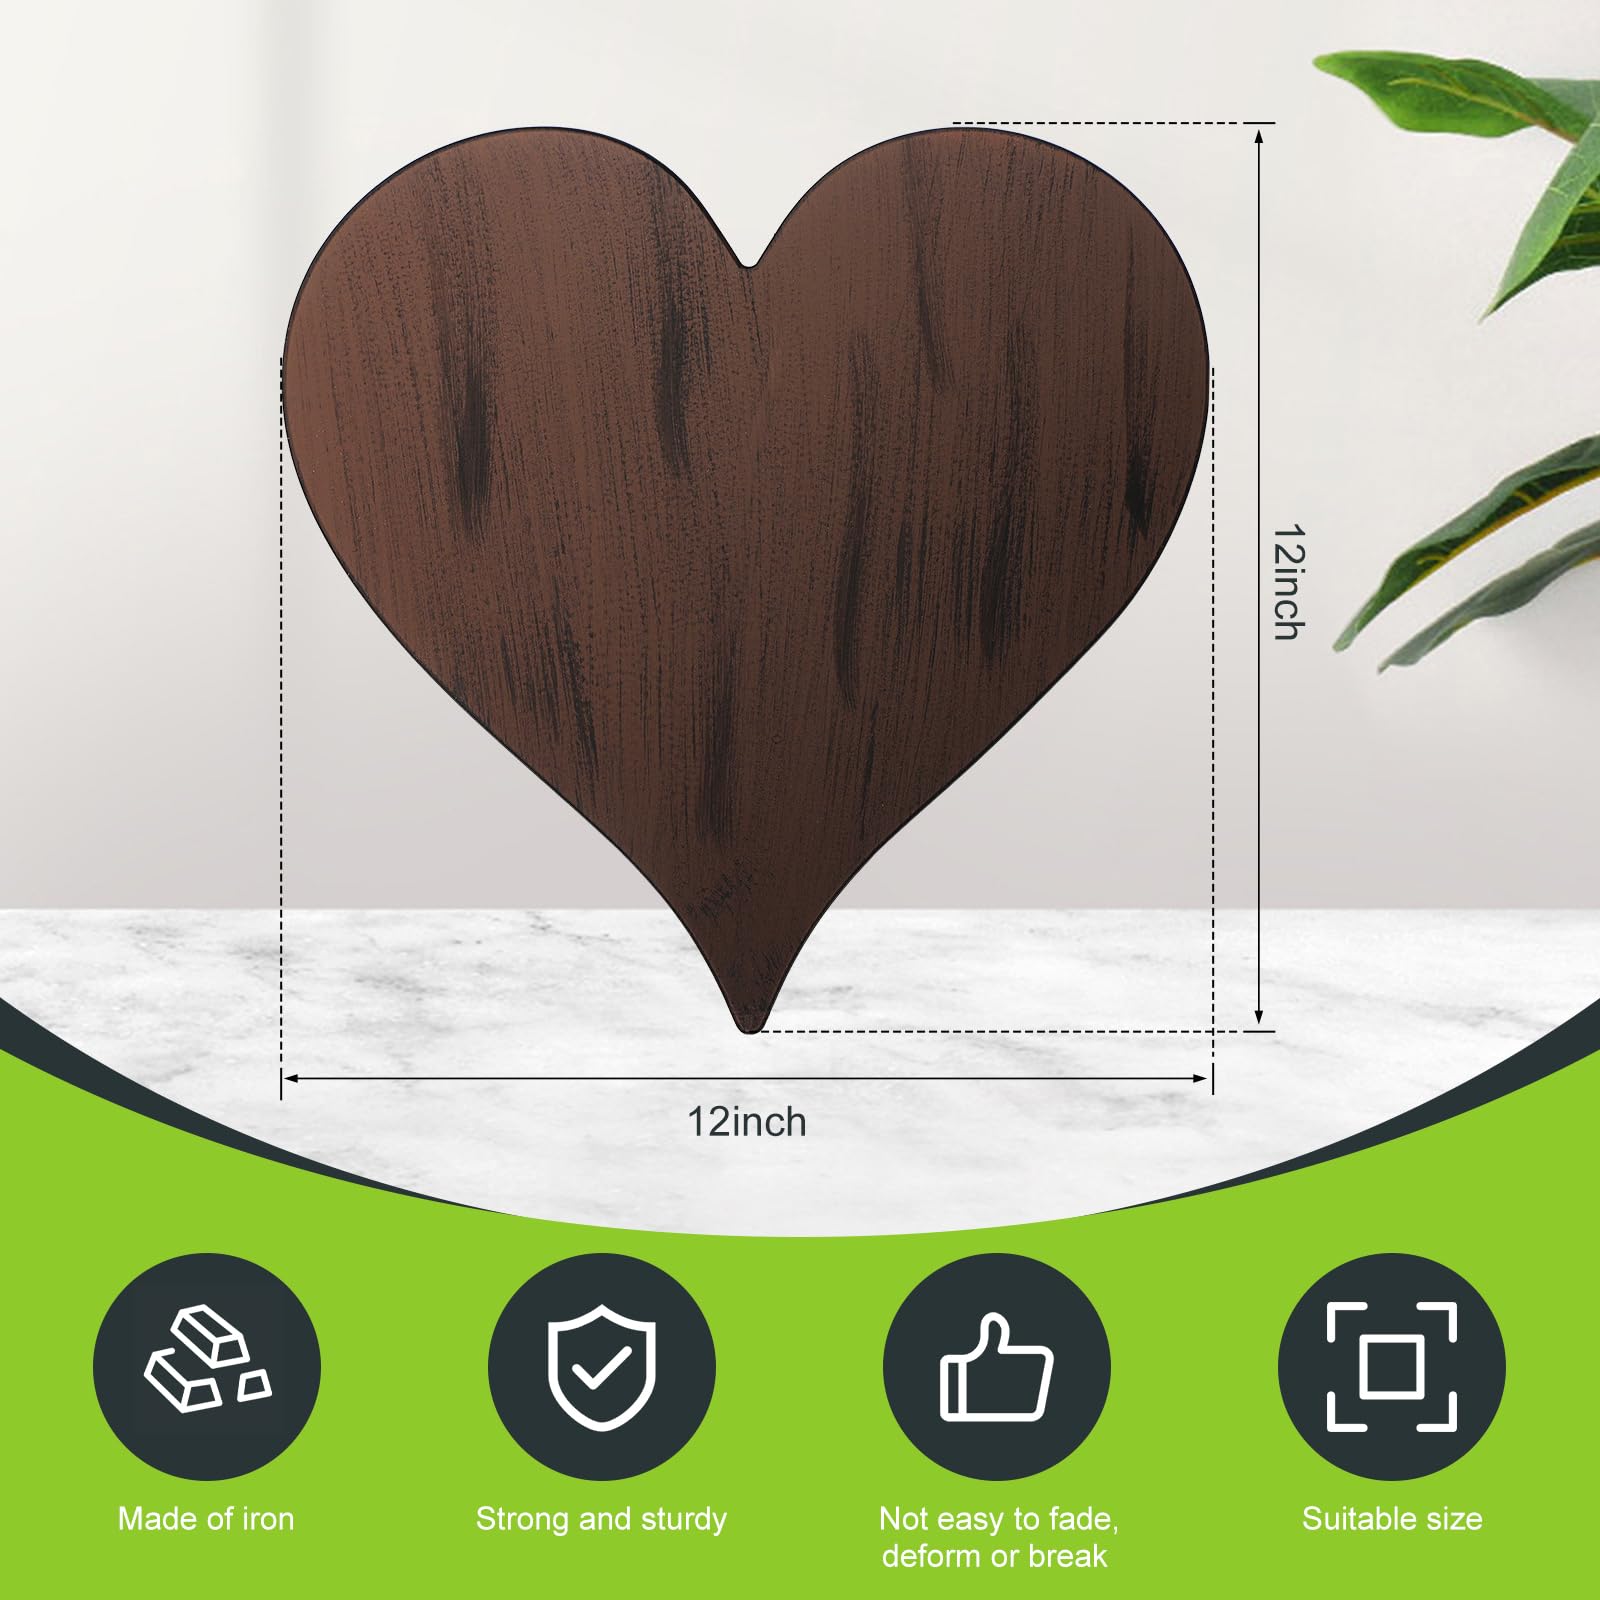 12inch
12inch
Made of iron
Strong and sturdy
Not easy to fade,
deform or break
Suitable size